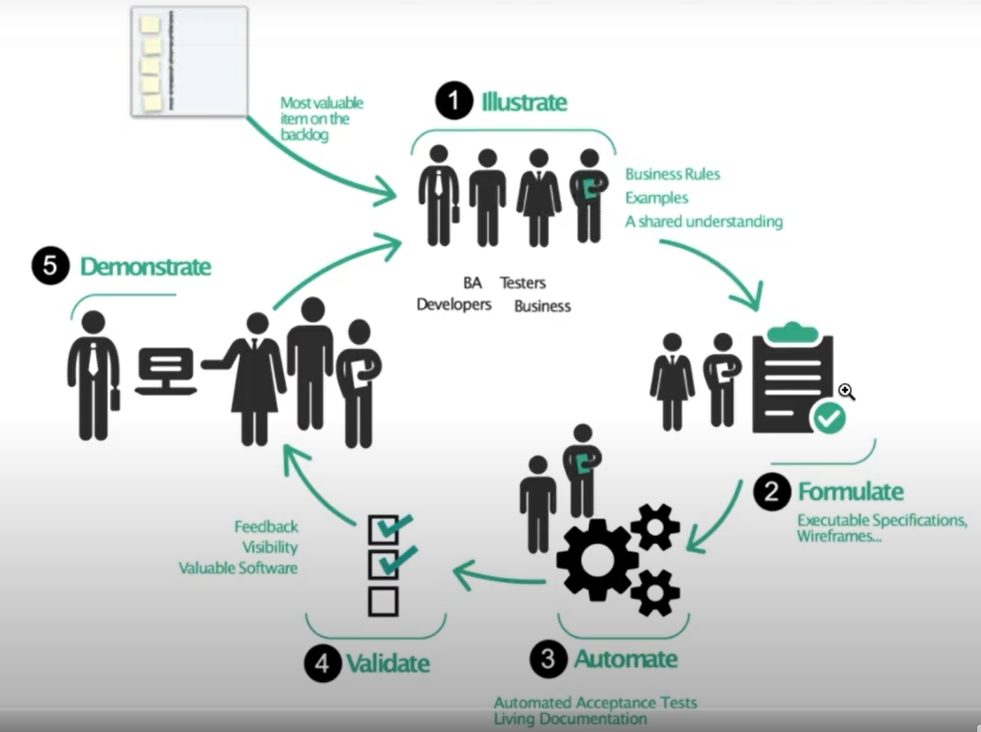 Most valuable
item on the
backlog
1 Illustrate
Business Rules
Examples
A shared understanding
BA Testers
Developers Business
5 Demonstrate
2 Formulate
Executable Specifications,
Wireframes...
Feedback
Visibility
Valuable Software
4 Validate
3 Automate
Automated Acceptance Tests
Living Documentation